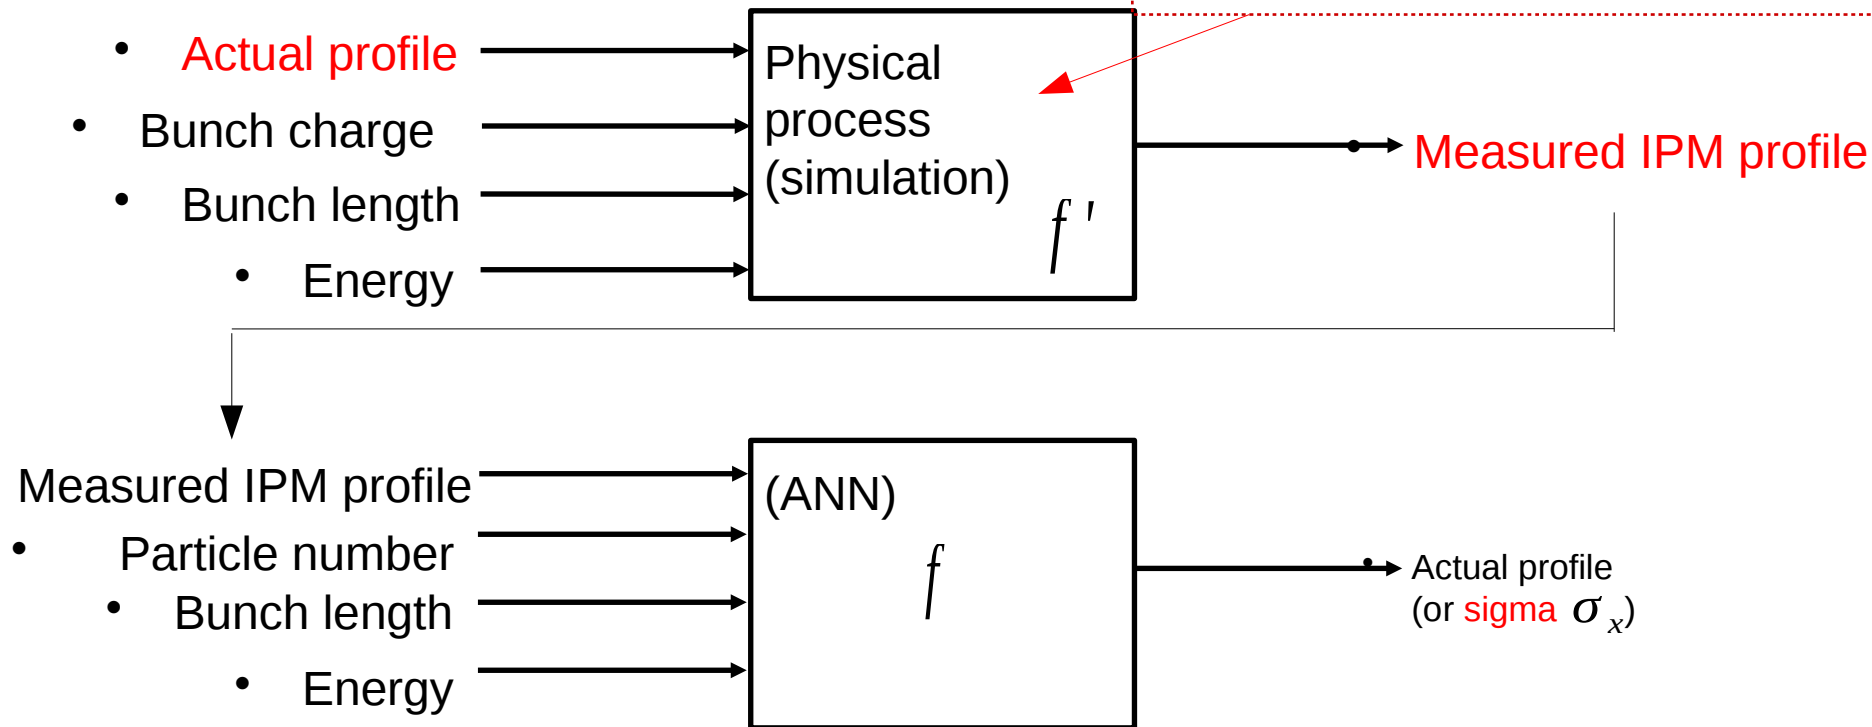 • Actual profile
• Bunch charge
• Bunch length
• Energy
Physical
process
(simulation)
f '
• Measured IPM profile
Measured IPM profile
• Particle number
• Bunch length
• Energy
(ANN)
f
• Actual profile
(or sigma σx)